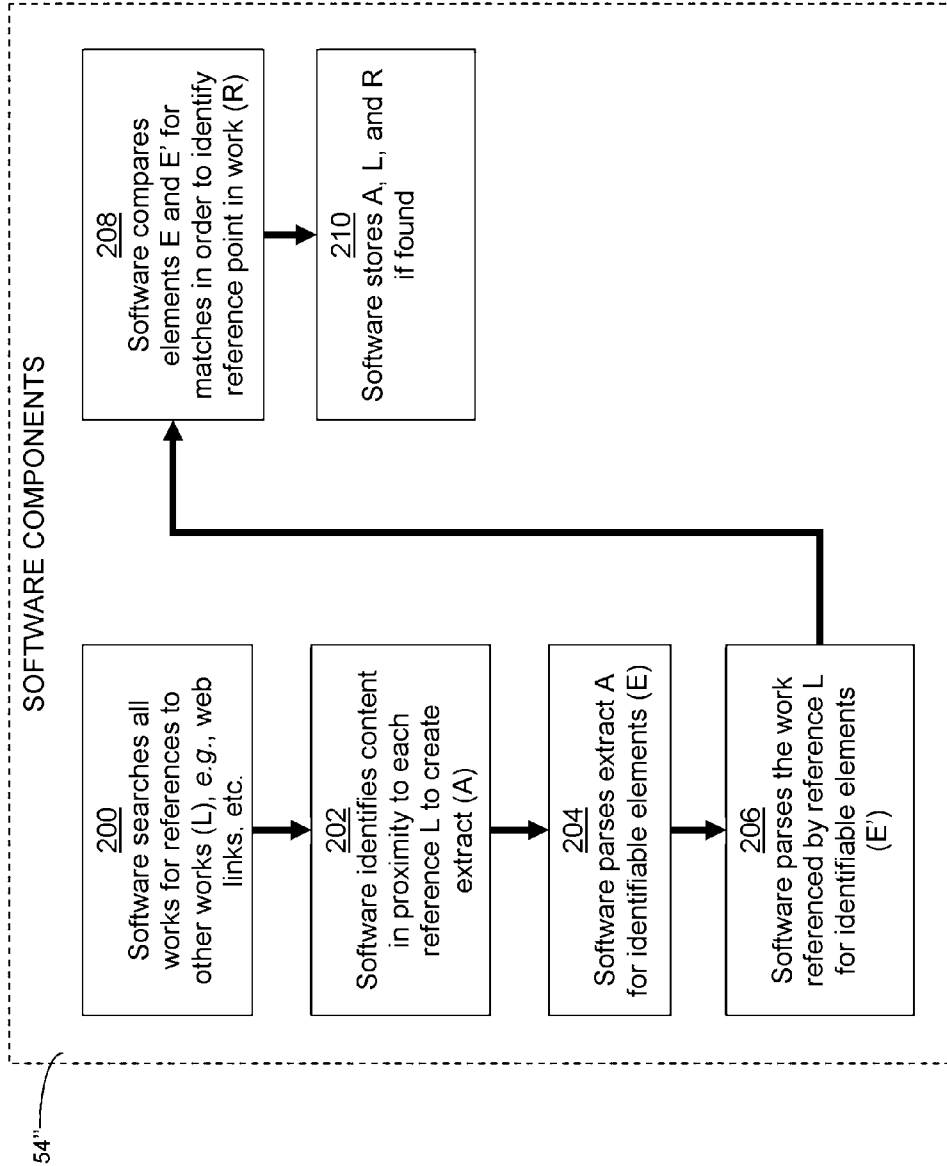 SOFTWARE COMPONENTS
54”
200
Software searches all
works for references to
other works (L), e.g., web
links, etc.
202
Software identifies content
in proximity to each
reference L to create
extract (A)
204
Software parses extract A
for identifiable elements (E)
206
Software parses the work
referenced by reference L
for identifiable elements
(E’)
208
Software compares
elements E and E’ for
matches in order to identify
reference point in work (R)
210
Software stores A, L, and R
if found